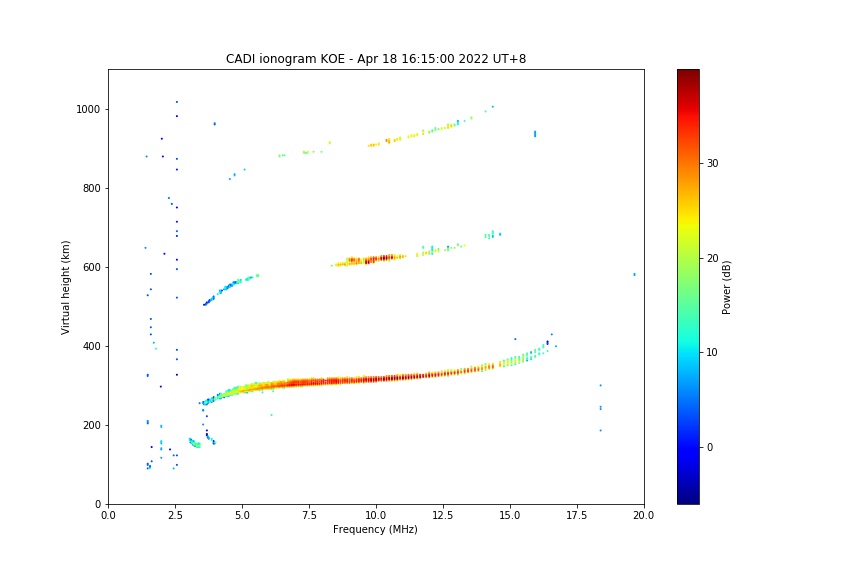 CADI ionogram KOE - Apr 18 16:15:00 2022 UT+8
Virtual height (km)
1000
800
600
400
200
0
0.0 2.5 5.0 7.5 10.0 12.5 15.0 17.5 20.0
Frequency (MHz)
30
20
10
0
Power (dB)